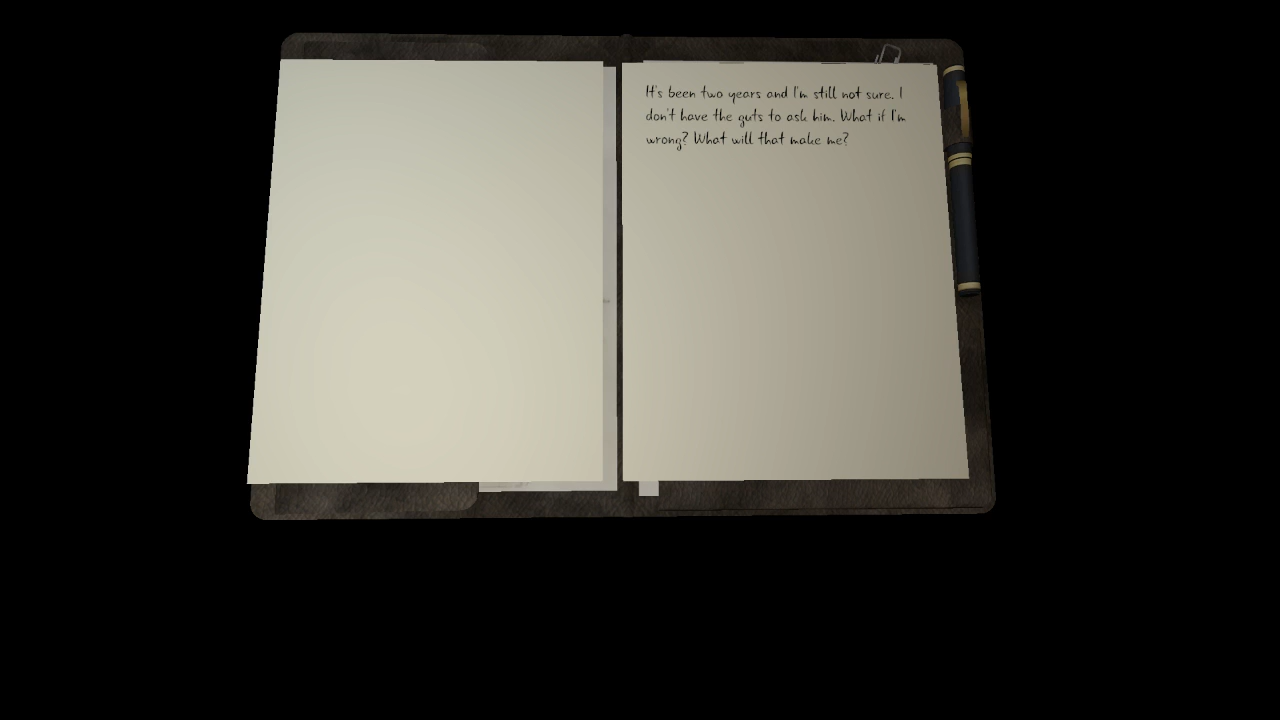 It's been two years and I'm still not sure. I
don't have the guts to ask him. What if I'm
wrong? What will that make me?